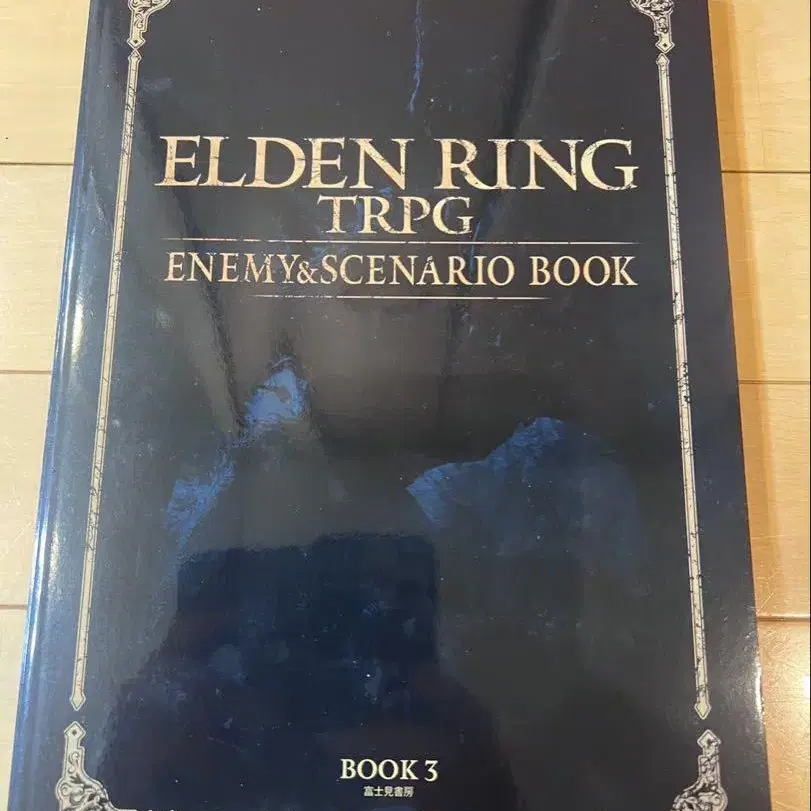 ELDEN RING
TRPG
ENEMY&SCENARIO BOOK
BOOK 3
富士見書房